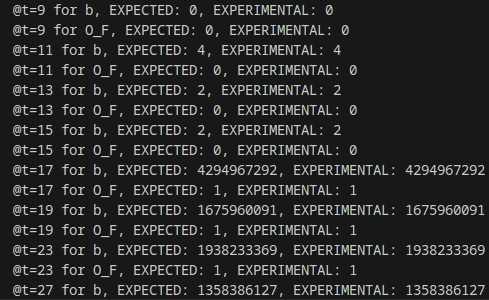 @t=9 for b, EXPECTED: 0, EXPERIMENTAL: 0
@t=9 for O_F, EXPECTED: 0, EXPERIMENTAL: 0
@t=11 for b, EXPECTED: 4, EXPERIMENTAL: 4
@t=11 for O_F, EXPECTED: 0, EXPERIMENTAL: 0
@t=13 for b, EXPECTED: 2, EXPERIMENTAL: 2
@t=13 for O_F, EXPECTED: 0, EXPERIMENTAL: 0
@t=15 for b, EXPECTED: 2, EXPERIMENTAL: 2
@t=15 for O_F, EXPECTED: 0, EXPERIMENTAL: 0
@t=17 for b, EXPECTED: 4294967292, EXPERIMENTAL: 4294967292
@t=17 for O_F, EXPECTED: 1, EXPERIMENTAL: 1
@t=19 for b, EXPECTED: 1675960091, EXPERIMENTAL: 1675960091
@t=19 for O_F, EXPECTED: 1, EXPERIMENTAL: 1
@t=23 for b, EXPECTED: 1938233369, EXPERIMENTAL: 1938233369
@t=23 for O_F, EXPECTED: 1, EXPERIMENTAL: 1
@t=27 for b, EXPECTED: 1358386127, EXPERIMENTAL: 1358386127